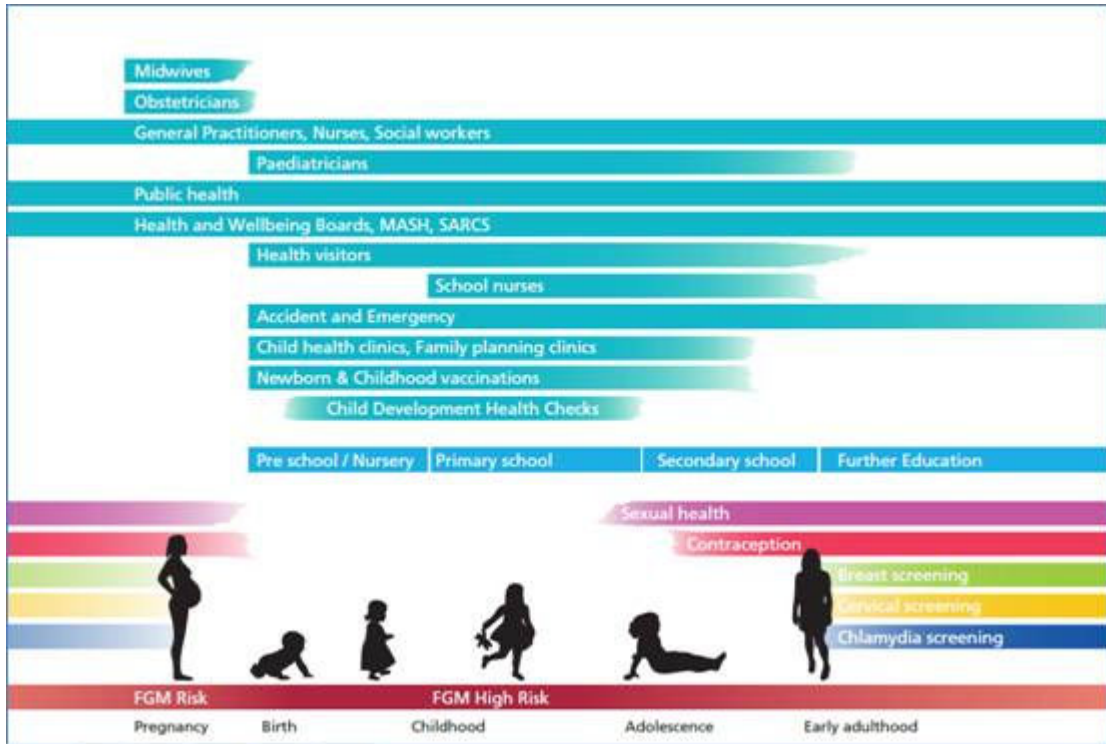 Midwives
Obstetricians
General Practitioners, Nurses, Social workers
Paediatricians
Public health
Health and Wellbeing Boards, MASH, SARCS
Health visitors
School nurses
Accident and Emergency
Child health clinics, Family planning clinics
Newborn & Childhood vaccinations
Child Development Health Checks
Pre school / Nursery Primary school Secondary school Further Education
Sexual health
Contraception
Breast screening
Cervical screening
Chlamydia screening
FGM Risk FGM High Risk
Pregnancy Birth Childhood Adolescence Early adulthood